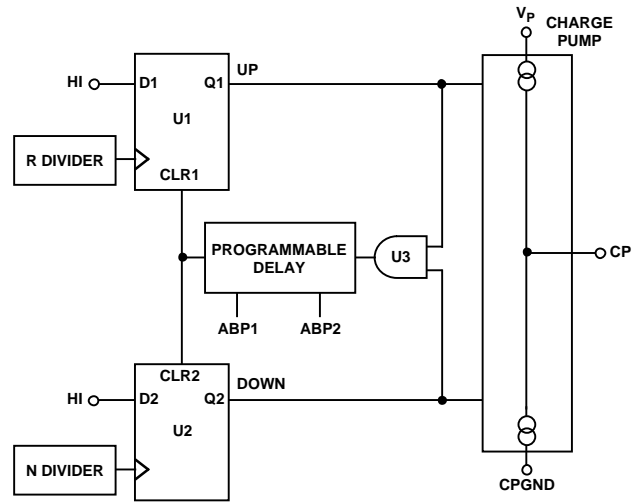 VP
CHARGE
PUMP
UP
HI
D1
Q1
U1
R DIVIDER
CLR1
PROGRAMMABLE
DELAY
U3
CP
ABP1
ABP2
CLR2
DOWN
HI
D2
Q2
U2
N DIVIDER
CPGND